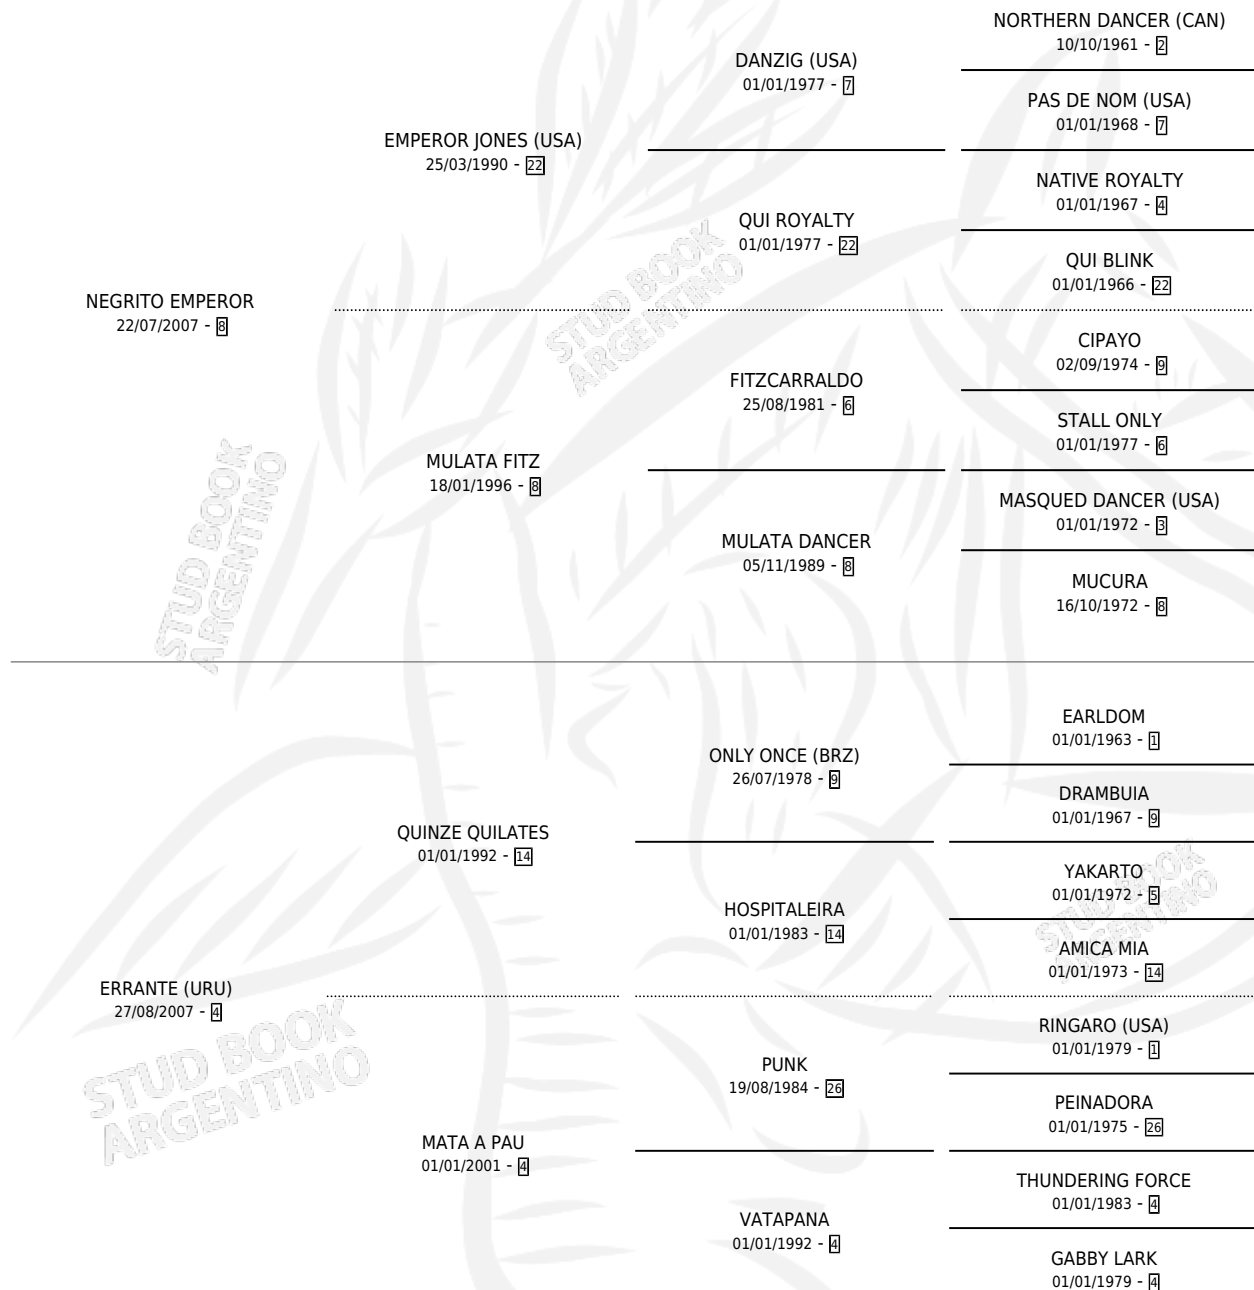 NORTHERN DANCER (CAN)
10/10/1961 - 2
DANZIG (USA)
01/01/1977 - 7
PAS DE NOM (USA)
01/01/1968 - 7
EMPEROR JONES (USA)
25/03/1990 - 22
NATIVE ROYALTY
01/01/1967 - 4
QUI ROYALTY
01/01/1977 - 22
QUI BLINK
01/01/1966 - 22
NEGRITO EMPEROR
22/07/2007 - 8
CIPAYO
02/09/1974 - 9
FITZCARRALDO
25/08/1981 - 6
STALL ONLY
01/01/1977 - 6
MULATA FITZ
18/01/1996 - 8
MASQUED DANCER (USA)
01/01/1972 - 3
MULATA DANCER
05/11/1989 - 8
MUCURA
16/10/1972 - 8
EARLDOM
01/01/1963 - 1
ONLY ONCE (BRZ)
26/07/1978 - 9
DRAMBUIA
01/01/1967 - 9
QUINZE QUILATES
01/01/1992 - 14
YAKARTO
01/01/1972 - 5
HOSPITALEIRA
01/01/1983 - 14
AMICA MIA
01/01/1973 - 14
ERRANTE (URU)
27/08/2007 - 4
RINGARO (USA)
01/01/1979 - 1
PUNK
19/08/1984 - 26
PEINADORA
01/01/1975 - 26
MATA A PAU
01/01/2001 - 4
THUNDERING FORCE
01/01/1983 - 4
VATAPANA
01/01/1992 - 4
GABBY LARK
01/01/1979 - 4
STUD BOOK
ARGENTINO
STUD BOOK
ARGENTINO
STUD BOOK
ARGENTINO
STUD BOOK
ARGENTINO